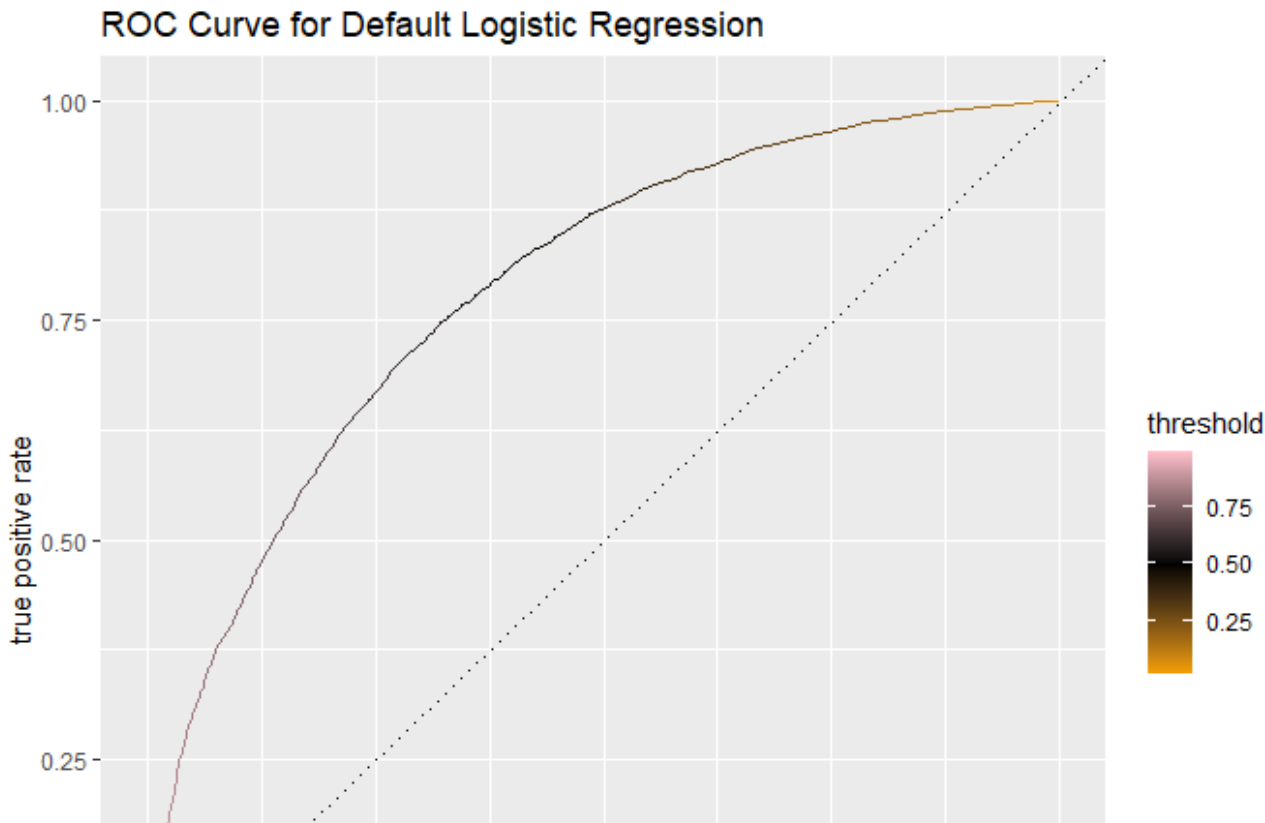 ROC Curve for Default Logistic Regression
1.00
0.75
0.50
0.25
true positive rate
threshold
0.75
0.50
0.25